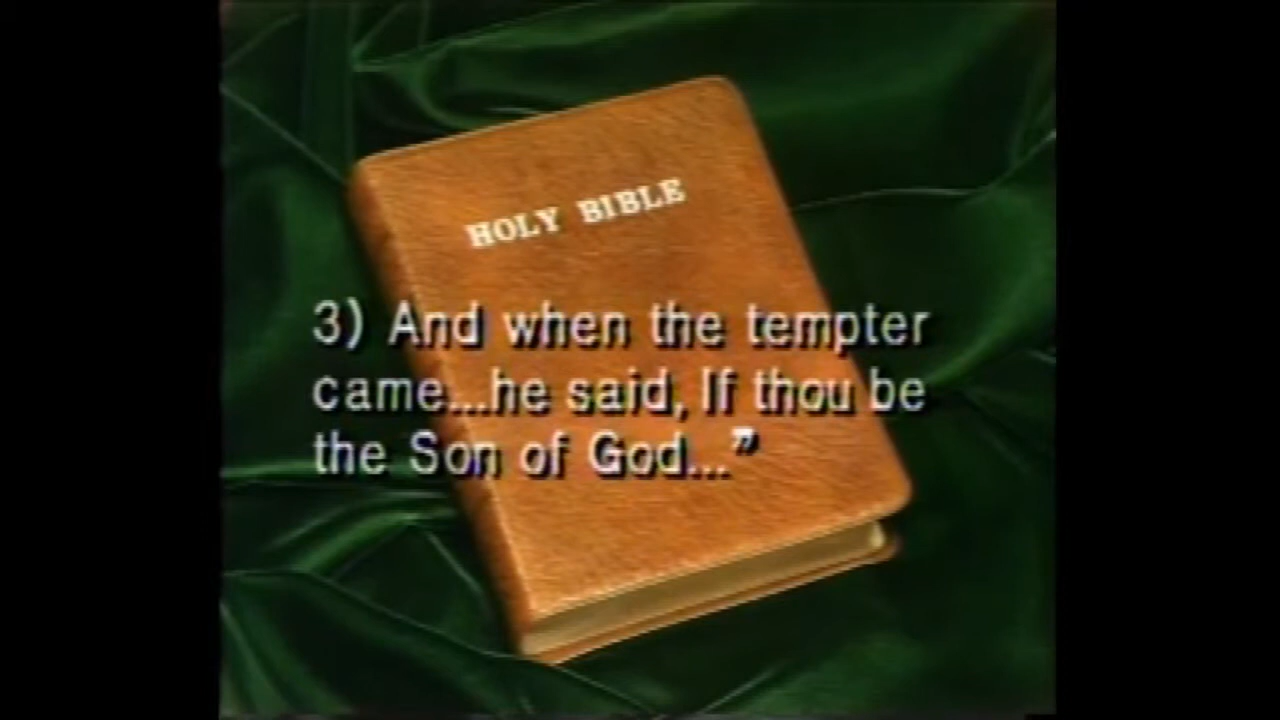 HOLY BIBLE
3) And when the tempter
came...he said, If thou be
the Son of God...”